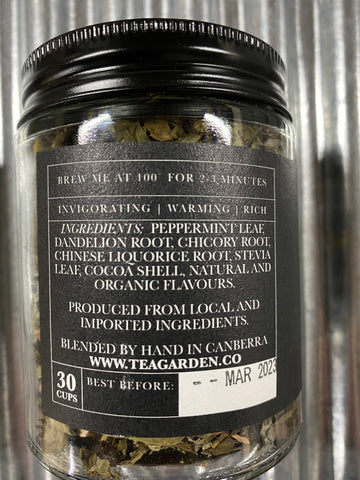 BREW ME AT 100° FOR 2-3 MINUTES
INVIGORATING | WARMING | RICH
INGREDIENTS; PEPPERMINT LEAF,
DANDELION ROOT, CHICORY ROOT,
CHINESE LIQUORICE ROOT, STEVIA
LEAF, COCOA SHELL, NATURAL AND
ORGANIC FLAVOURS.
PRODUCED FROM LOCAL AND
IMPORTED INGREDIENTS.
BLENDED BY HAND IN CANBERRA
WWW.TEAGARDEN.CO
30
CUPS
BEST BEFORE:
-- MAR 2023